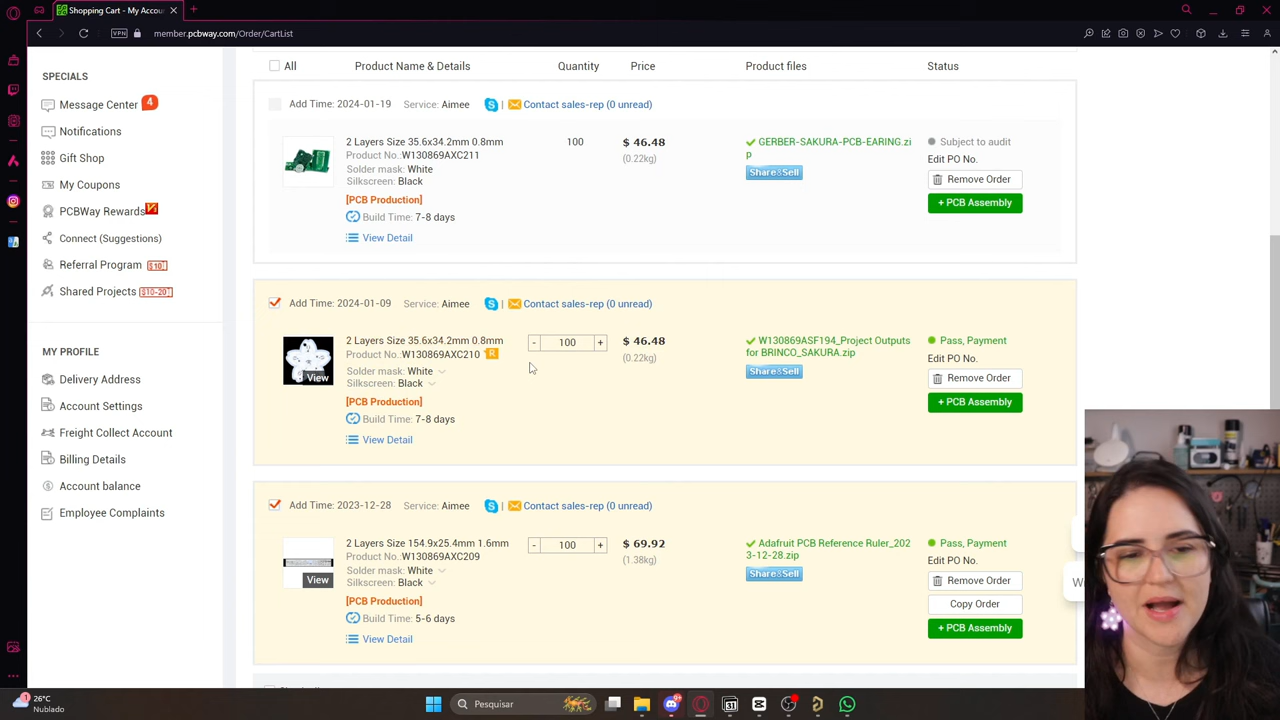 Shopping Cart - My Accou
member.pcbway.com/Order/CartList
VPN
SPECIALS
Message Center 4
Notifications
Gift Shop
My Coupons
PCBWay Rewards
Connect (Suggestions)
Referral Program $10
Shared Projects $10-20
MY PROFILE
Delivery Address
Account Settings
Freight Collect Account
Billing Details
Account balance
Employee Complaints
All Product Name & Details Quantity Price Product files Status
Add Time: 2024-01-19 Service: Aimee | Contact sales-rep (0 unread)
2 Layers Size 35.6x34.2mm 0.8mm
Product No.:W130869AXC211
Solder mask: White
Silkscreen: Black
[PCB Production]
Build Time: 7-8 days
View Detail
100
$ 46.48
(0.22kg)
GERBER-SAKURA-PCB-EARING.zi
p
Share&Sell
Subject to audit
Edit PO No.
Remove Order
+ PCB Assembly
Add Time: 2024-01-09 Service: Aimee | Contact sales-rep (0 unread)
View
2 Layers Size 35.6x34.2mm 0.8mm
Product No.:W130869AXC210 R
Solder mask: White
Silkscreen: Black
[PCB Production]
Build Time: 7-8 days
View Detail
- 100 +
$ 46.48
(0.22kg)
W130869ASF194_Project Outputs
for BRINCO_SAKURA.zip
Share&Sell
Pass, Payment
Edit PO No.
Remove Order
+ PCB Assembly
Add Time: 2023-12-28 Service: Aimee | Contact sales-rep (0 unread)
View
2 Layers Size 154.9x25.4mm 1.6mm
Product No.:W130869AXC209
Solder mask: White
Silkscreen: Black
[PCB Production]
Build Time: 5-6 days
View Detail
- 100 +
$ 69.92
(1.38kg)
Adafruit PCB Reference Ruler_202
3-12-28.zip
Share&Sell
Pass, Payment
Edit PO No.
Remove Order
Copy Order
+ PCB Assembly
26°C
Nublado
Pesquisar